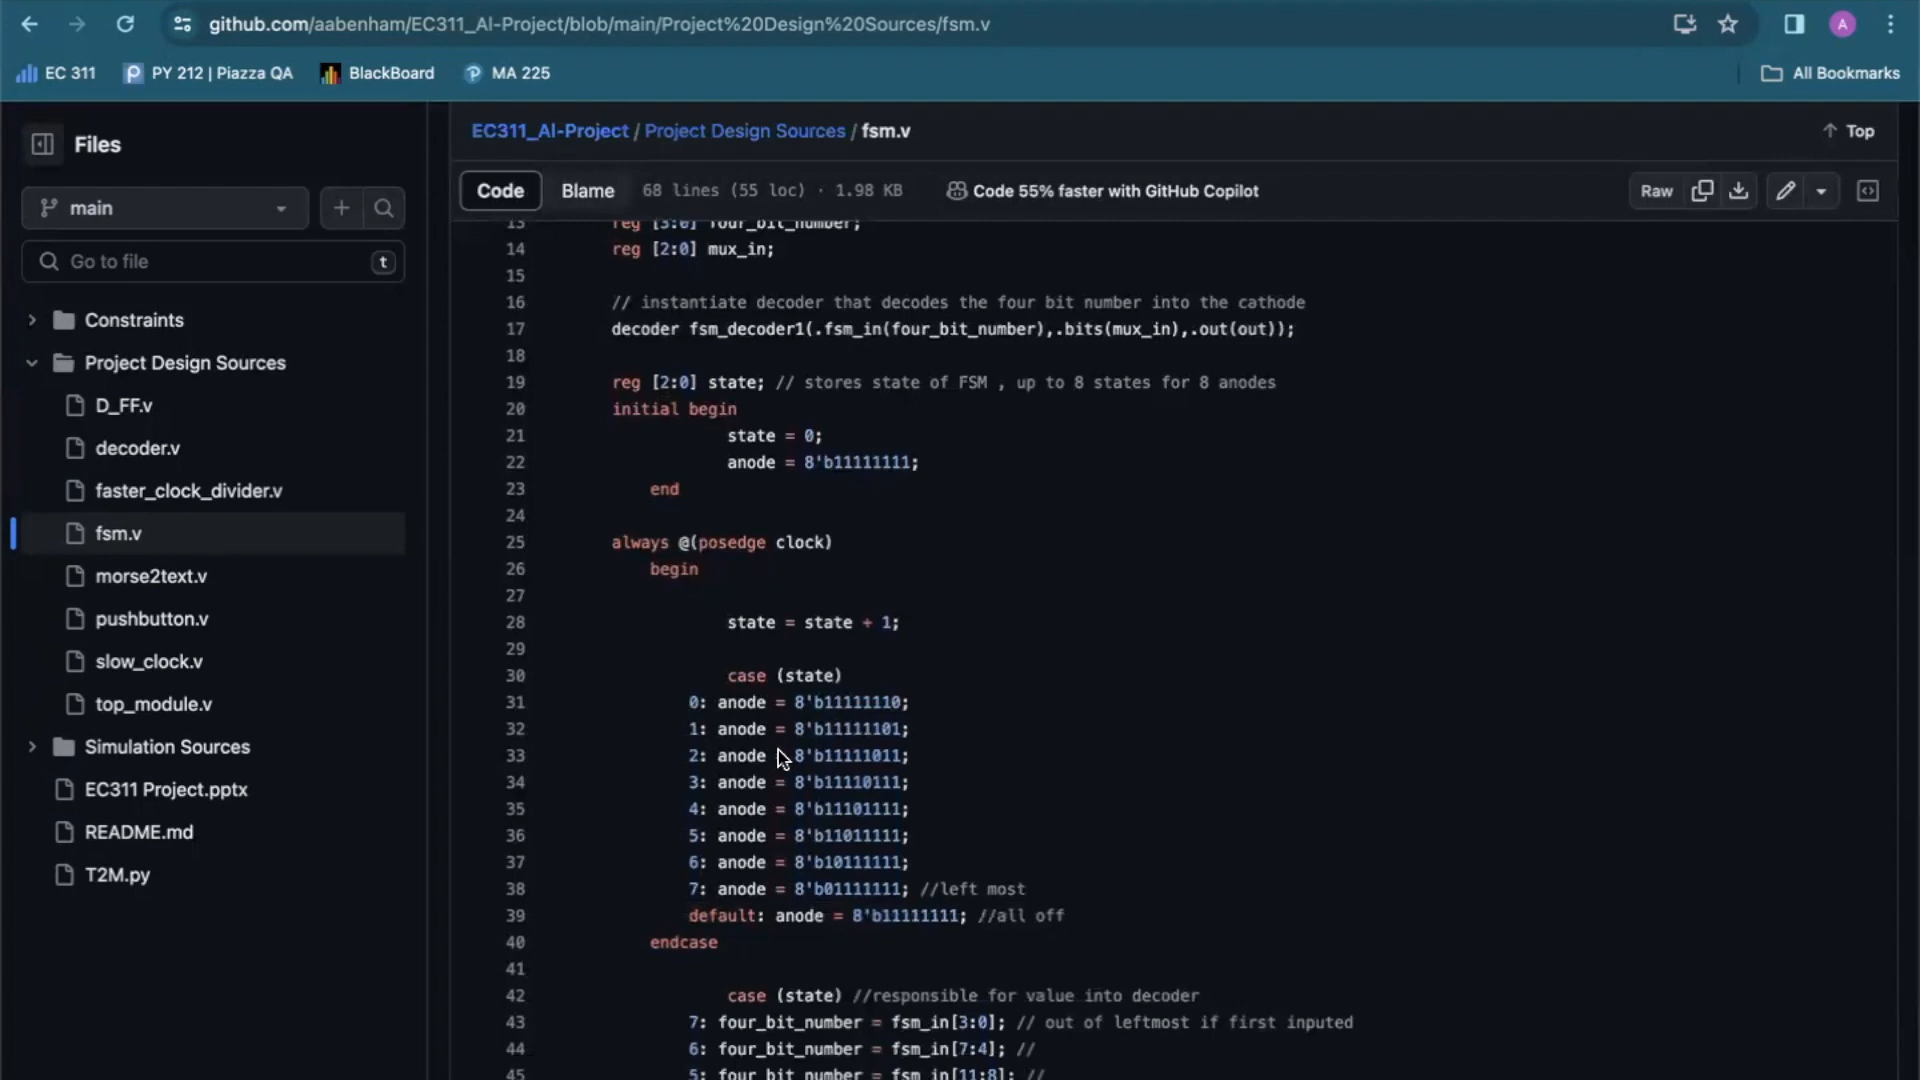 github.com/aabenham/EC311_AI-Project/blob/main/Project%20Design%20Sources/fsm.v
A
EC 311
PY 212 | Piazza QA
BlackBoard
MA 225
All Bookmarks
Files
EC311_AI-Project / Project Design Sources / fsm.v
Top
main
Code
Blame
68 lines (55 loc) · 1.98 KB
Code 55% faster with GitHub Copilot
Raw
Go to file
t
Constraints
Project Design Sources
D_FF.v
decoder.v
faster_clock_divider.v
fsm.v
morse2text.v
pushbutton.v
slow_clock.v
top_module.v
Simulation Sources
EC311 Project.pptx
README.md
T2M.py
13 reg [3:0] four_bit_number;
14 reg [2:0] mux_in;
15
16 // instantiate decoder that decodes the four bit number into the cathode
17 decoder fsm_decoder1(.fsm_in(four_bit_number),.bits(mux_in),.out(out));
18
19 reg [2:0] state; // stores state of FSM , up to 8 states for 8 anodes
20 initial begin
21 state = 0;
22 anode = 8'b11111111;
23 end
24
25 always @(posedge clock)
26 begin
27
28 state = state + 1;
29
30 case (state)
31 0: anode = 8'b11111110;
32 1: anode = 8'b11111101;
33 2: anode = 8'b11111011;
34 3: anode = 8'b11110111;
35 4: anode = 8'b11101111;
36 5: anode = 8'b11011111;
37 6: anode = 8'b10111111;
38 7: anode = 8'b01111111; //left most
39 default: anode = 8'b11111111; //all off
40 endcase
41
42 case (state) //responsible for value into decoder
43 7: four_bit_number = fsm_in[3:0]; // out of leftmost if first inputed
44 6: four_bit_number = fsm_in[7:4]; //
45 5: four_bit_number = fsm_in[11:8]; //